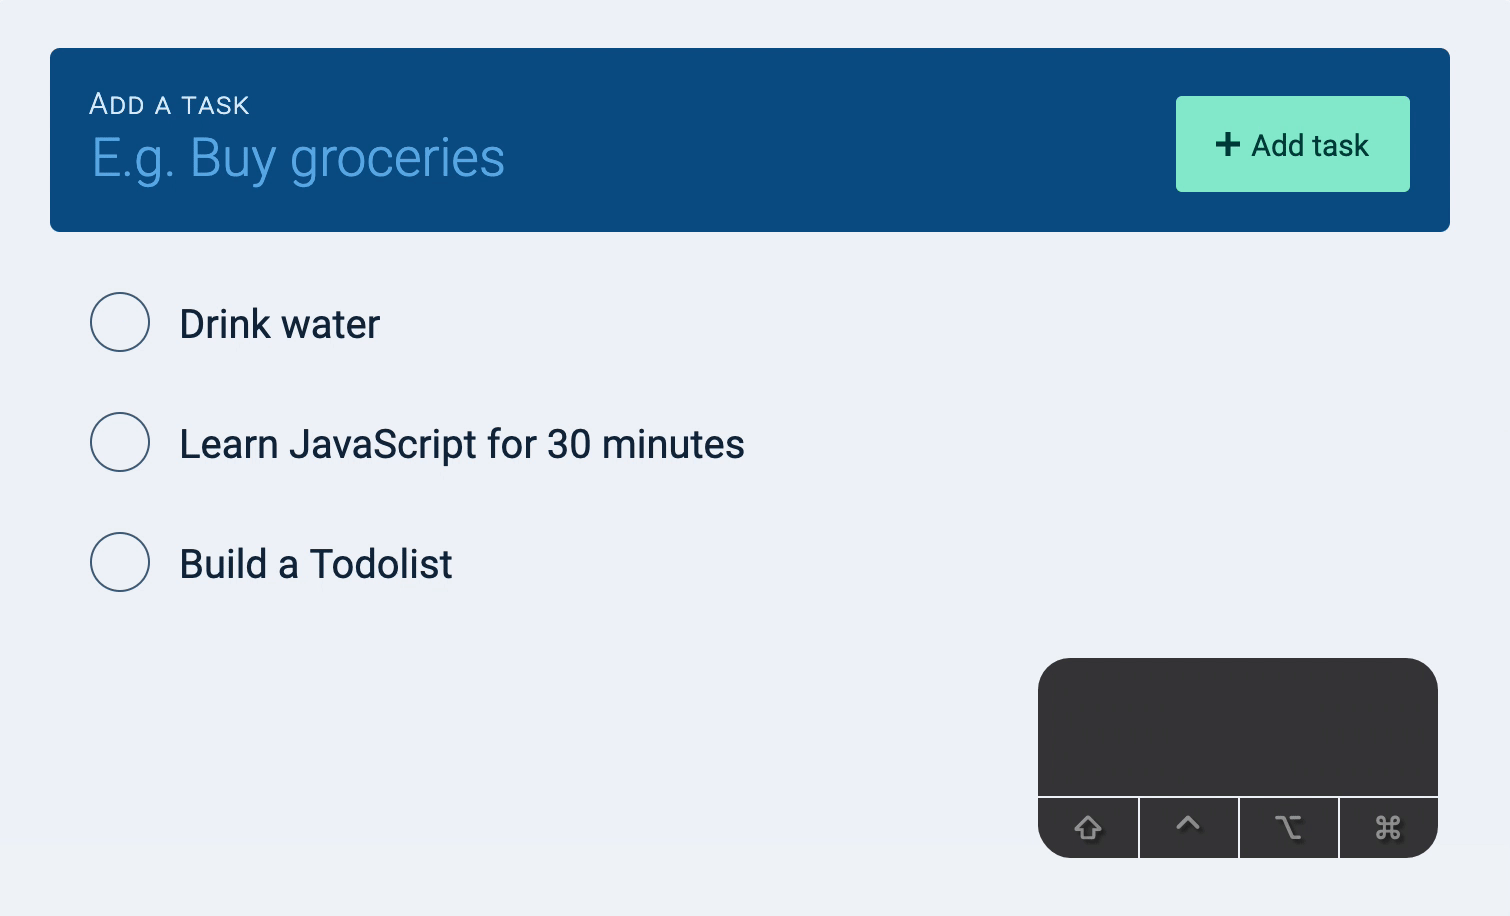 Add a task
E.g. Buy groceries
+ Add task
Drink water
Learn JavaScript for 30 minutes
Build a Todolist
⇧ ⌃ ⌥ ⌘